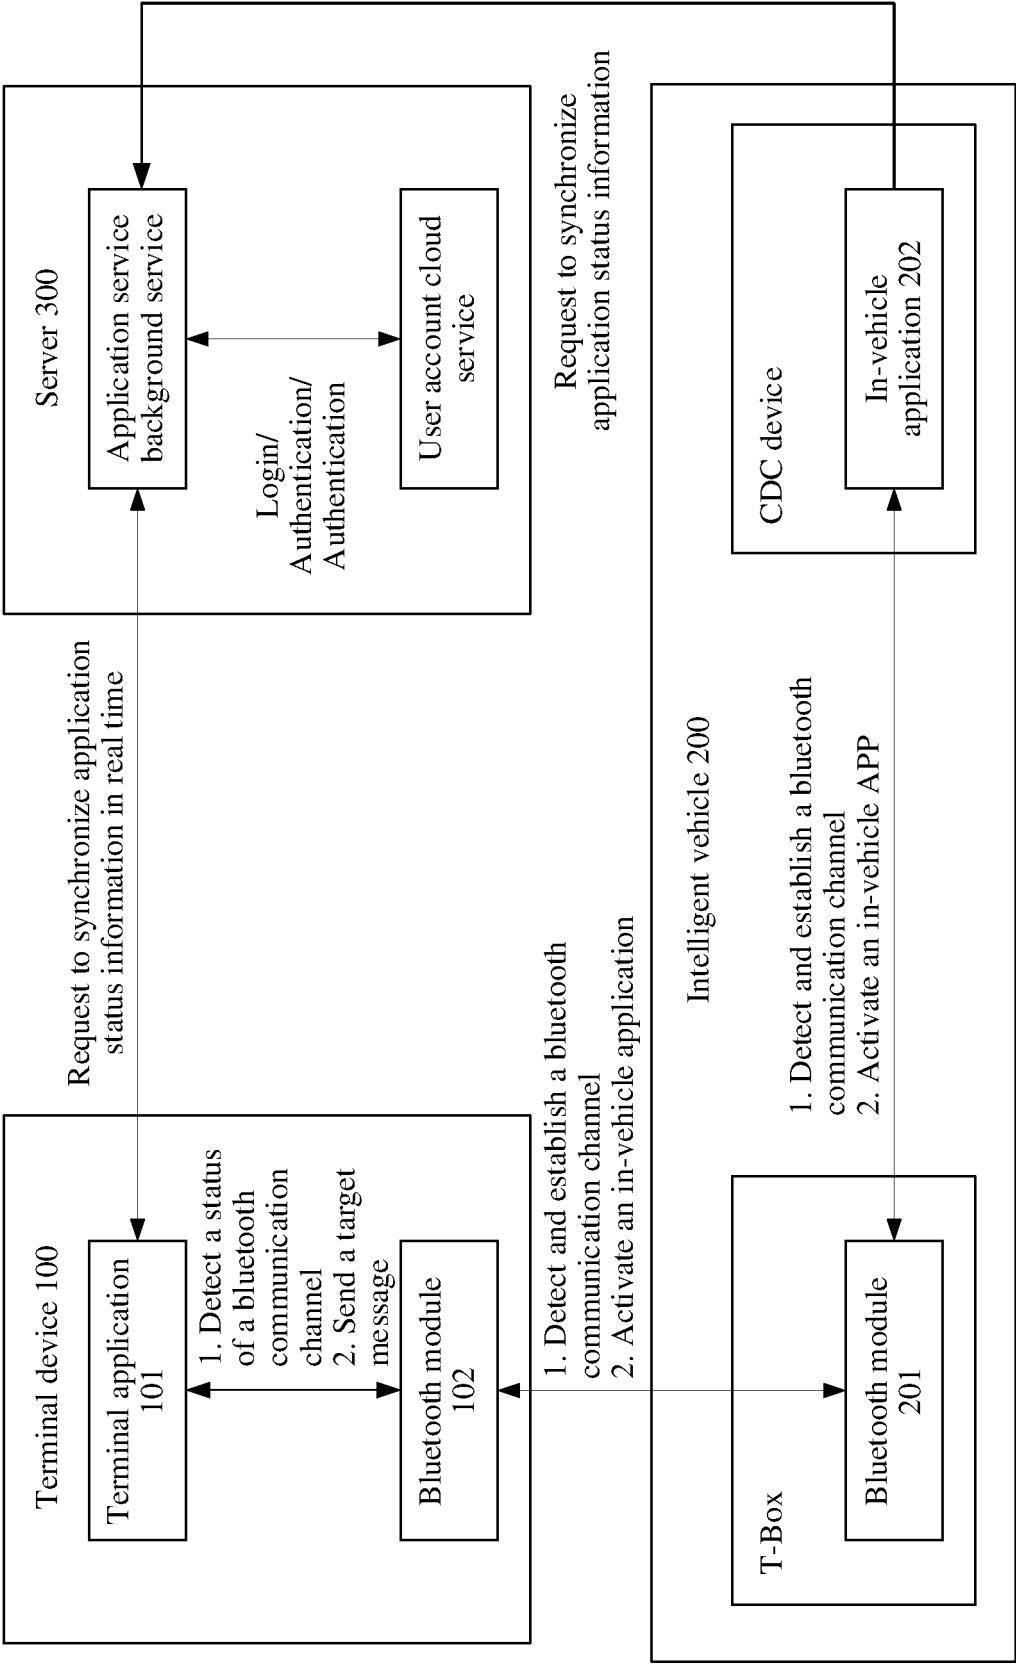 Terminal device 100
Terminal application
101
1. Detect a status
of a bluetooth
communication
channel
2. Send a target
message
Bluetooth module
102
Request to synchronize application
status information in real time
Server 300
Application service
background service
Login/
Authentication/
Authentication
User account cloud
service
1. Detect and establish a bluetooth
communication channel
2. Activate an in-vehicle application
Request to synchronize
application status information
Intelligent vehicle 200
T-Box
Bluetooth module
201
1. Detect and establish a bluetooth
communication channel
2. Activate an in-vehicle APP
CDC device
In-vehicle
application 202